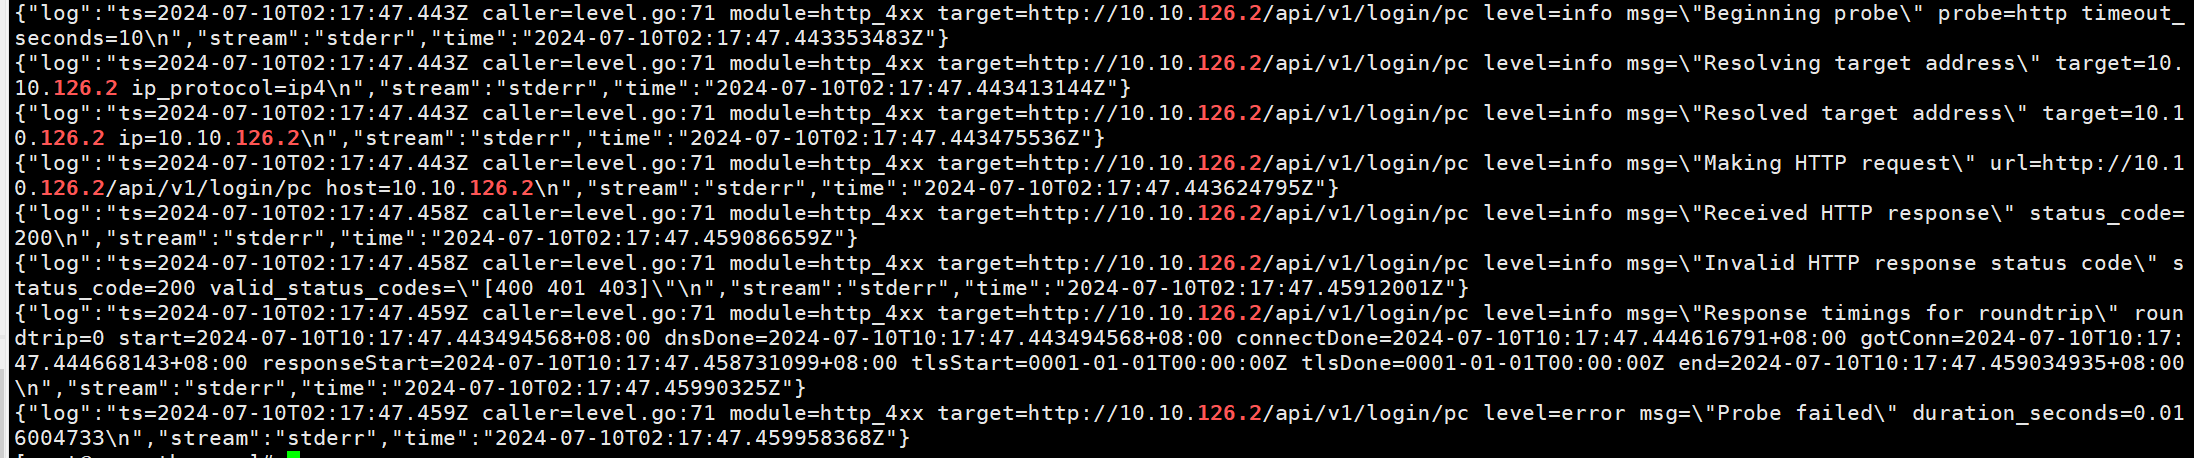 {"log":"ts=2024-07-10T02:17:47.443Z caller=level.go:71 module=http_4xx target=http://10.10.126.2/api/v1/login/pc level=info msg=\"Beginning probe\" probe=http timeout_
seconds=10\n","stream":"stderr","time":"2024-07-10T02:17:47.443353483Z"}
{"log":"ts=2024-07-10T02:17:47.443Z caller=level.go:71 module=http_4xx target=http://10.10.126.2/api/v1/login/pc level=info msg=\"Resolving target address\" target=10.
10.126.2 ip_protocol=ip4\n","stream":"stderr","time":"2024-07-10T02:17:47.443413144Z"}
{"log":"ts=2024-07-10T02:17:47.443Z caller=level.go:71 module=http_4xx target=http://10.10.126.2/api/v1/login/pc level=info msg=\"Resolved target address\" target=10.1
0.126.2 ip=10.10.126.2\n","stream":"stderr","time":"2024-07-10T02:17:47.443475536Z"}
{"log":"ts=2024-07-10T02:17:47.443Z caller=level.go:71 module=http_4xx target=http://10.10.126.2/api/v1/login/pc level=info msg=\"Making HTTP request\" url=http://10.1
0.126.2/api/v1/login/pc host=10.10.126.2\n","stream":"stderr","time":"2024-07-10T02:17:47.443624795Z"}
{"log":"ts=2024-07-10T02:17:47.458Z caller=level.go:71 module=http_4xx target=http://10.10.126.2/api/v1/login/pc level=info msg=\"Received HTTP response\" status_code=
200\n","stream":"stderr","time":"2024-07-10T02:17:47.459086659Z"}
{"log":"ts=2024-07-10T02:17:47.458Z caller=level.go:71 module=http_4xx target=http://10.10.126.2/api/v1/login/pc level=info msg=\"Invalid HTTP response status code\" s
tatus_code=200 valid_status_codes=\"[400 401 403]\"\n","stream":"stderr","time":"2024-07-10T02:17:47.45912001Z"}
{"log":"ts=2024-07-10T02:17:47.459Z caller=level.go:71 module=http_4xx target=http://10.10.126.2/api/v1/login/pc level=info msg=\"Response timings for roundtrip\" roun
dtrip=0 start=2024-07-10T10:17:47.443494568+08:00 dnsDone=2024-07-10T10:17:47.443494568+08:00 connectDone=2024-07-10T10:17:47.444616791+08:00 gotConn=2024-07-10T10:17:
47.444668143+08:00 responseStart=2024-07-10T10:17:47.458731099+08:00 tlsStart=0001-01-01T00:00:00Z tlsDone=0001-01-01T00:00:00Z end=2024-07-10T10:17:47.459034935+08:00
\n","stream":"stderr","time":"2024-07-10T02:17:47.45990325Z"}
{"log":"ts=2024-07-10T02:17:47.459Z caller=level.go:71 module=http_4xx target=http://10.10.126.2/api/v1/login/pc level=error msg=\"Probe failed\" duration_seconds=0.01
6004733\n","stream":"stderr","time":"2024-07-10T02:17:47.459958368Z"}